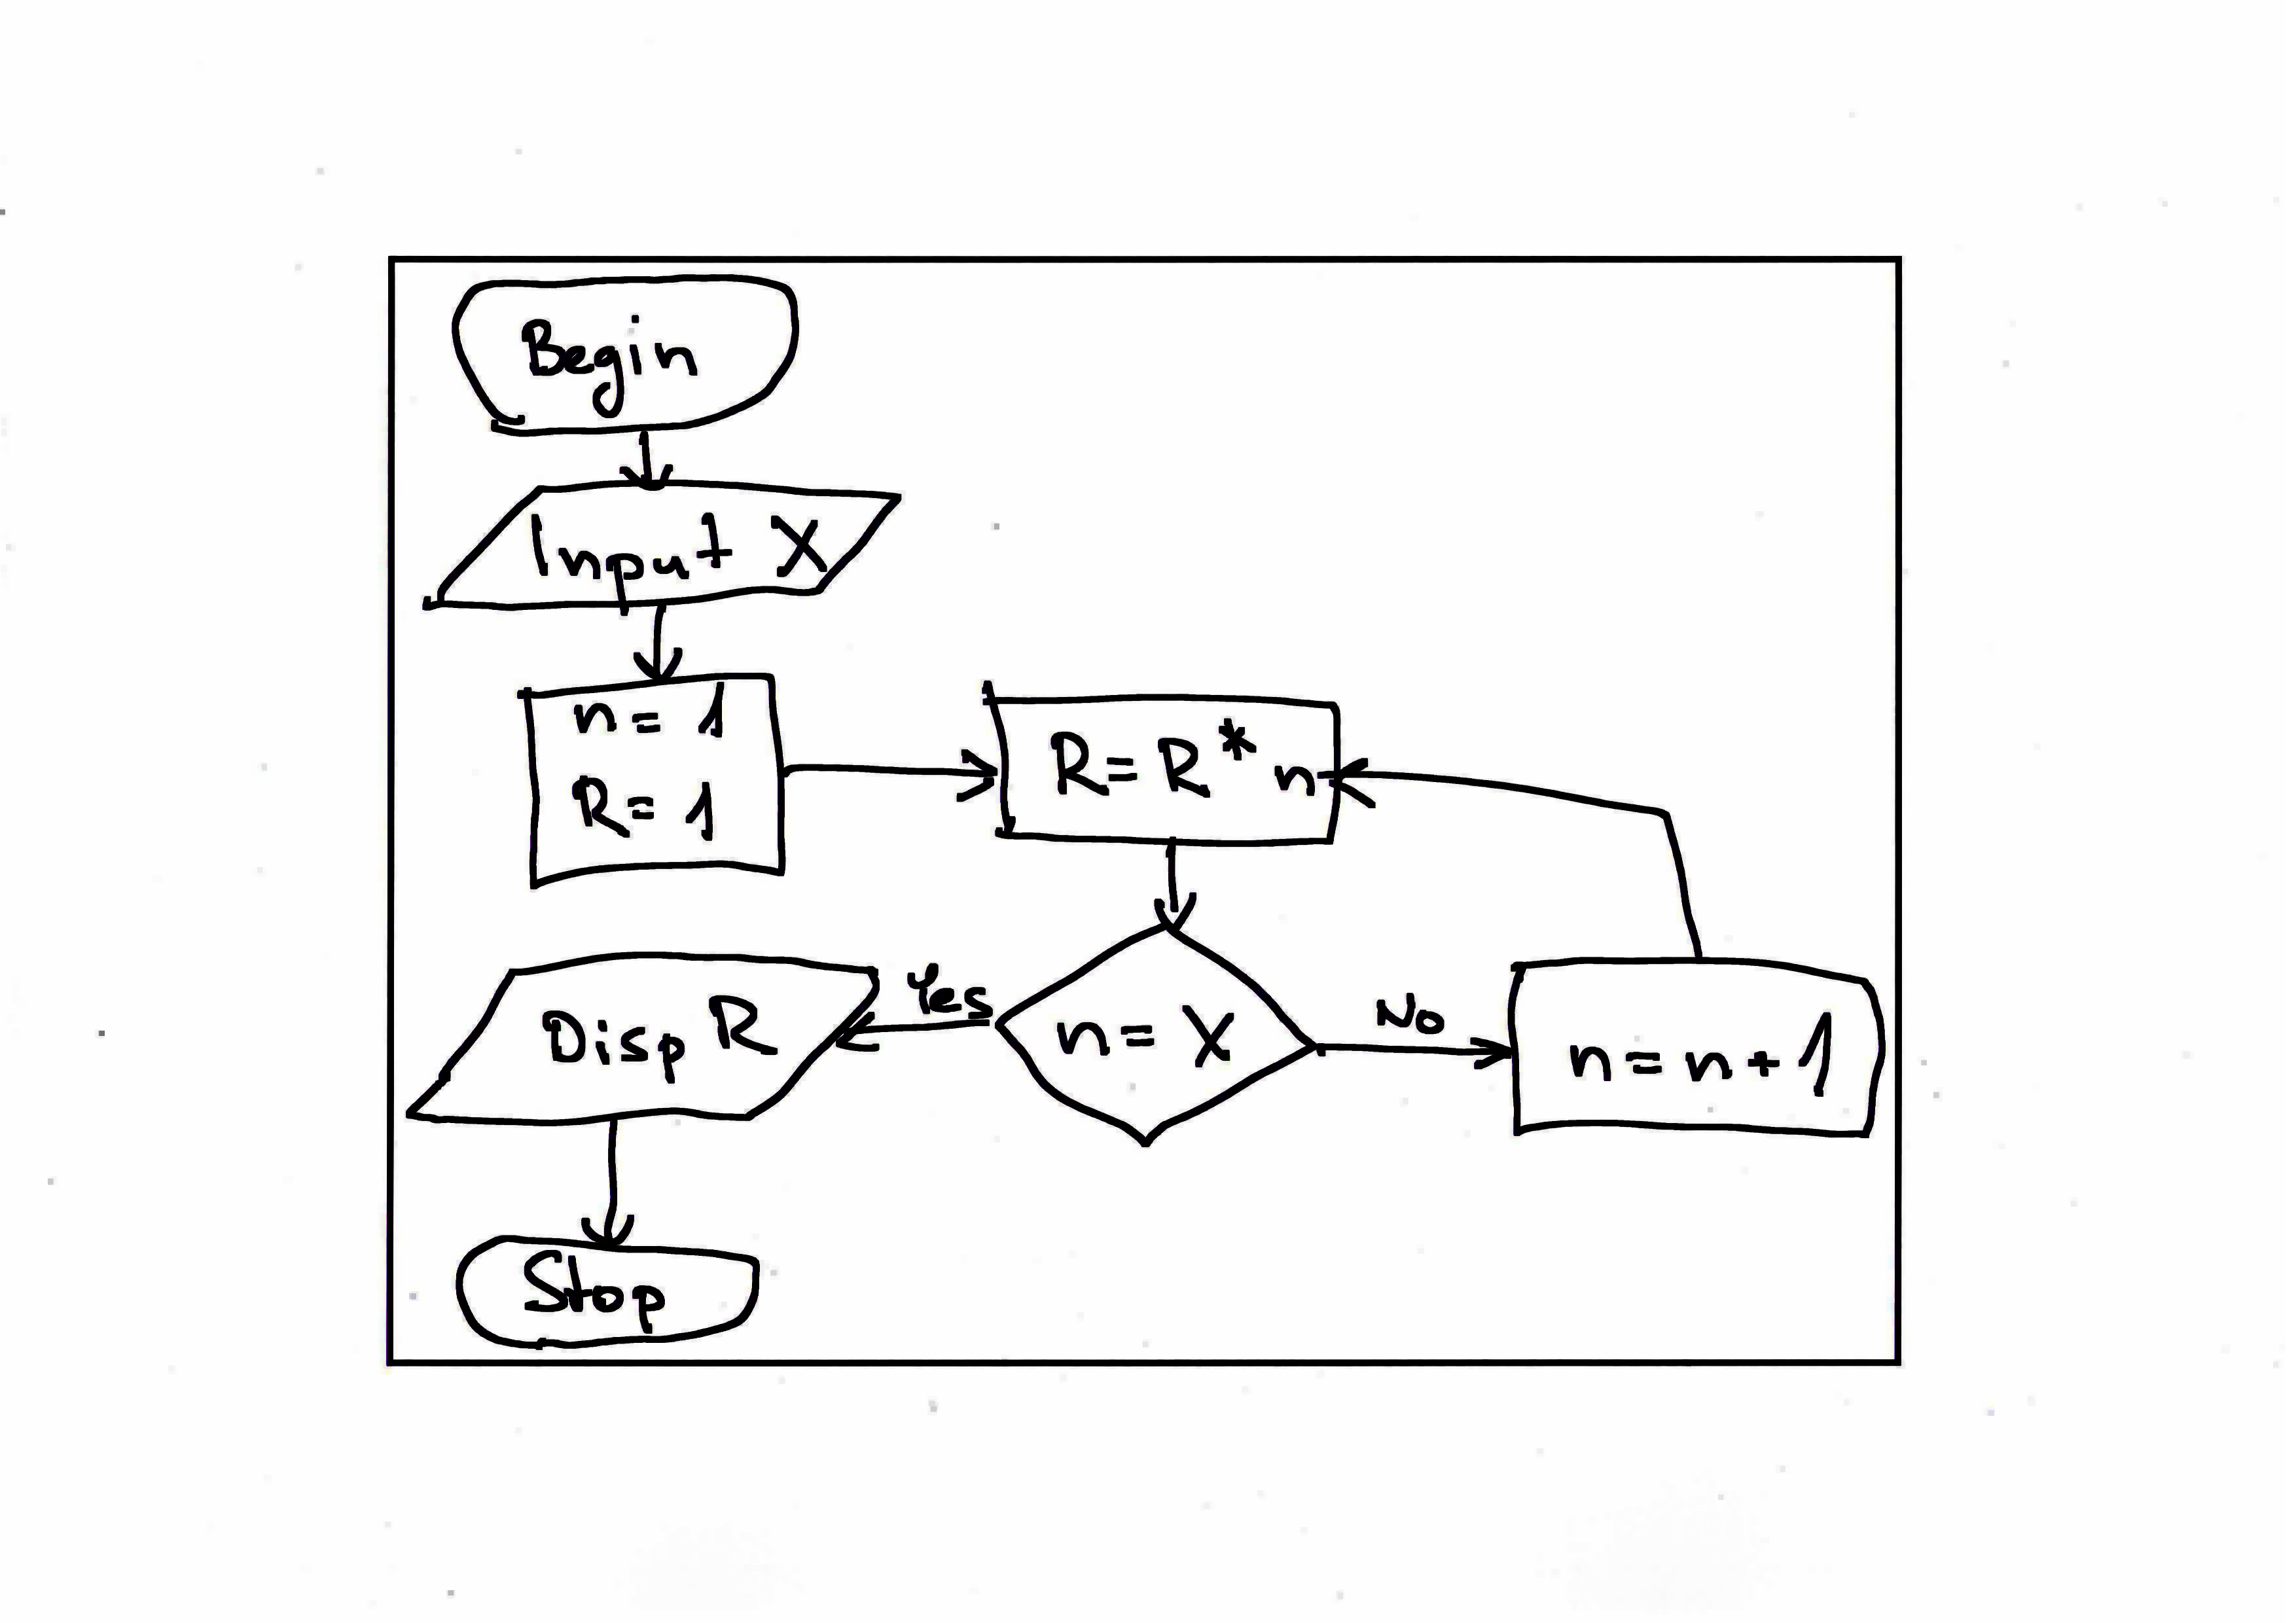 Begin
Input X
n = 1
R = 1
R = R * n
n = X
Yes
No
n = n + 1
Disp R
Stop